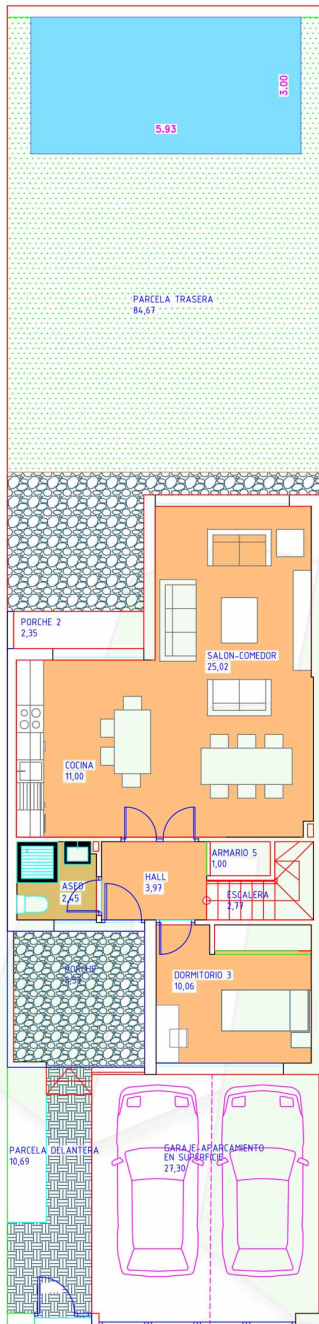 3.00
5.93
PARCELA TRASERA
84,67
PORCHE 2
2,35
SALON-COMEDOR
25,02
COCINA
11,00
ARMARIO 5
1,00
HALL
3,97
ASEO
2,45
ESCALERA
2,77
PORCHE
DORMITORIO 3
10,06
PARCELA DELANTERA
10,69
GARAJE-APARCAMIENTO
EN SUPERFICIE
27,30